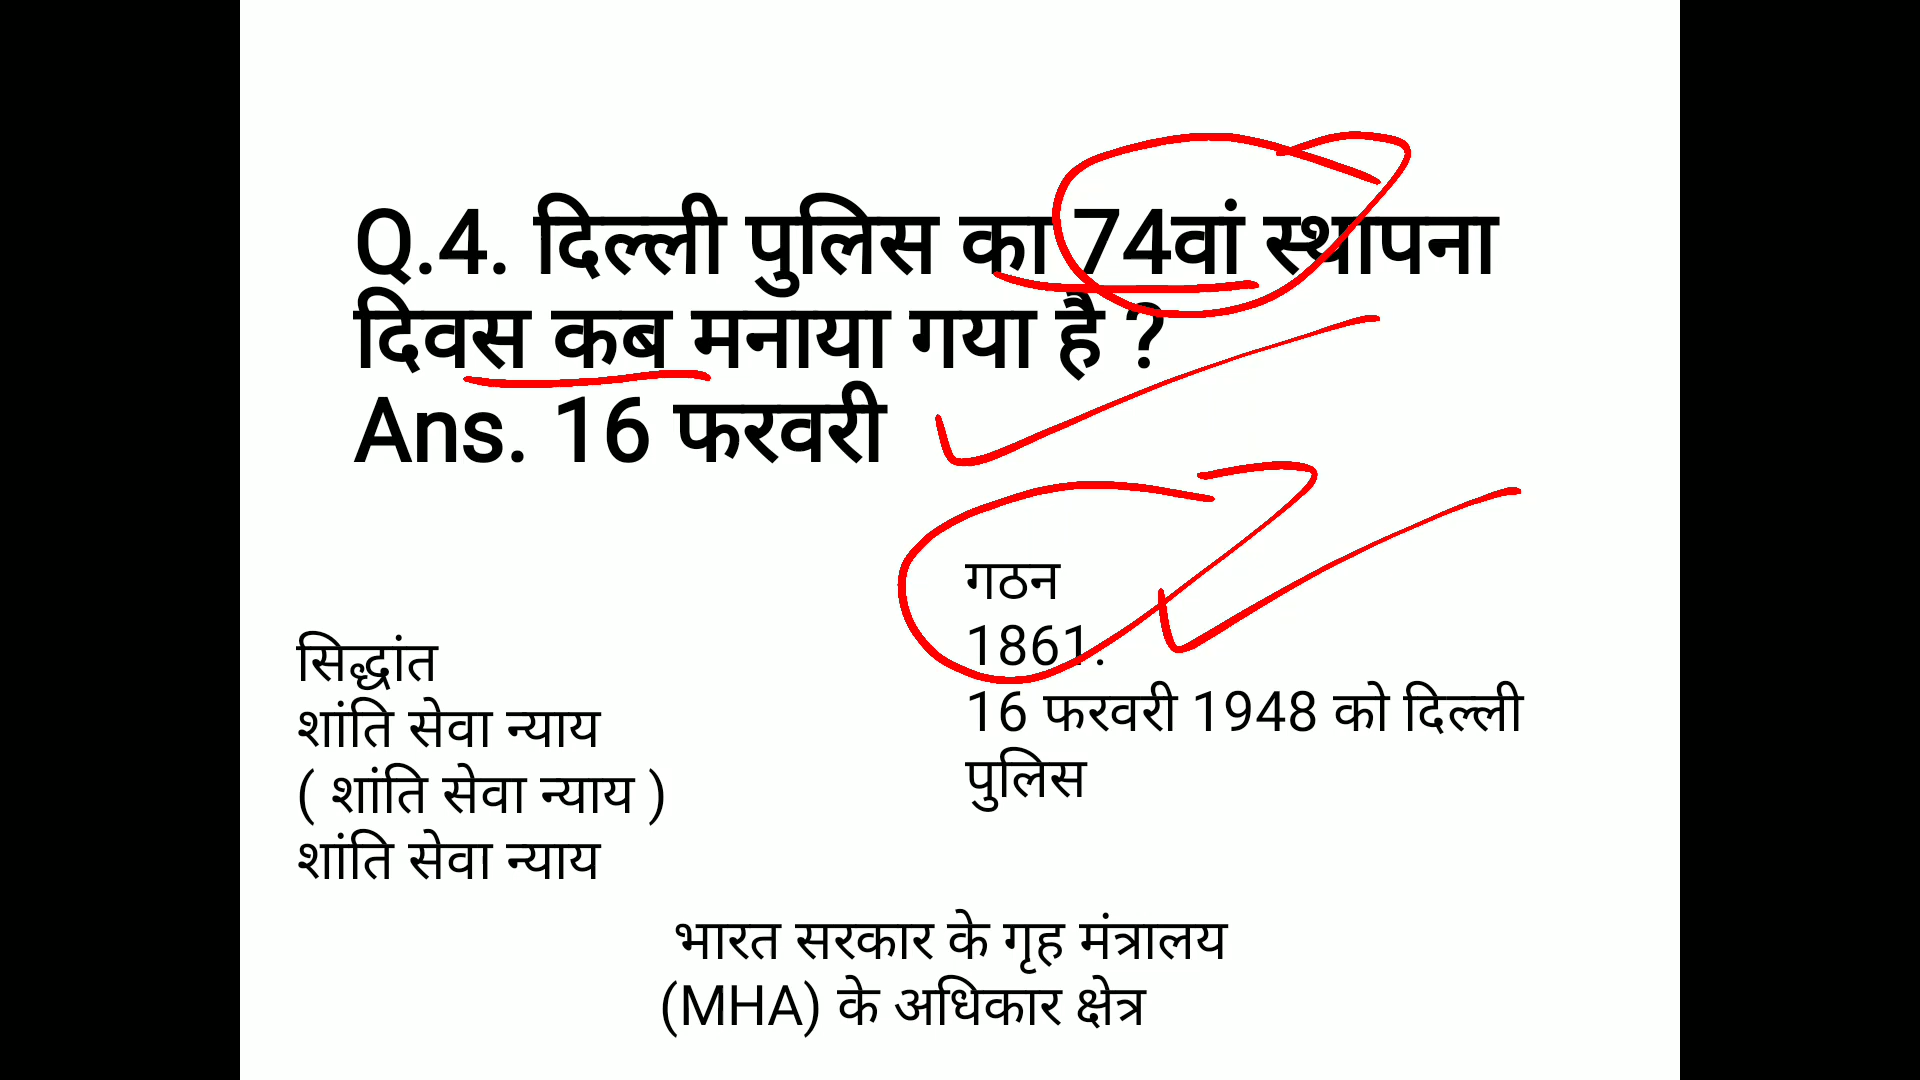 Q.4. दिल्ली पुलिस का 74वां स्थापना
दिवस कब मनाया गया है ?
Ans. 16 फरवरी
गठन
1861.
16 फरवरी 1948 को दिल्ली
पुलिस
सिद्धांत
शांति सेवा न्याय
( शांति सेवा न्याय )
शांति सेवा न्याय
भारत सरकार के गृह मंत्रालय
(MHA) के अधिकार क्षेत्र